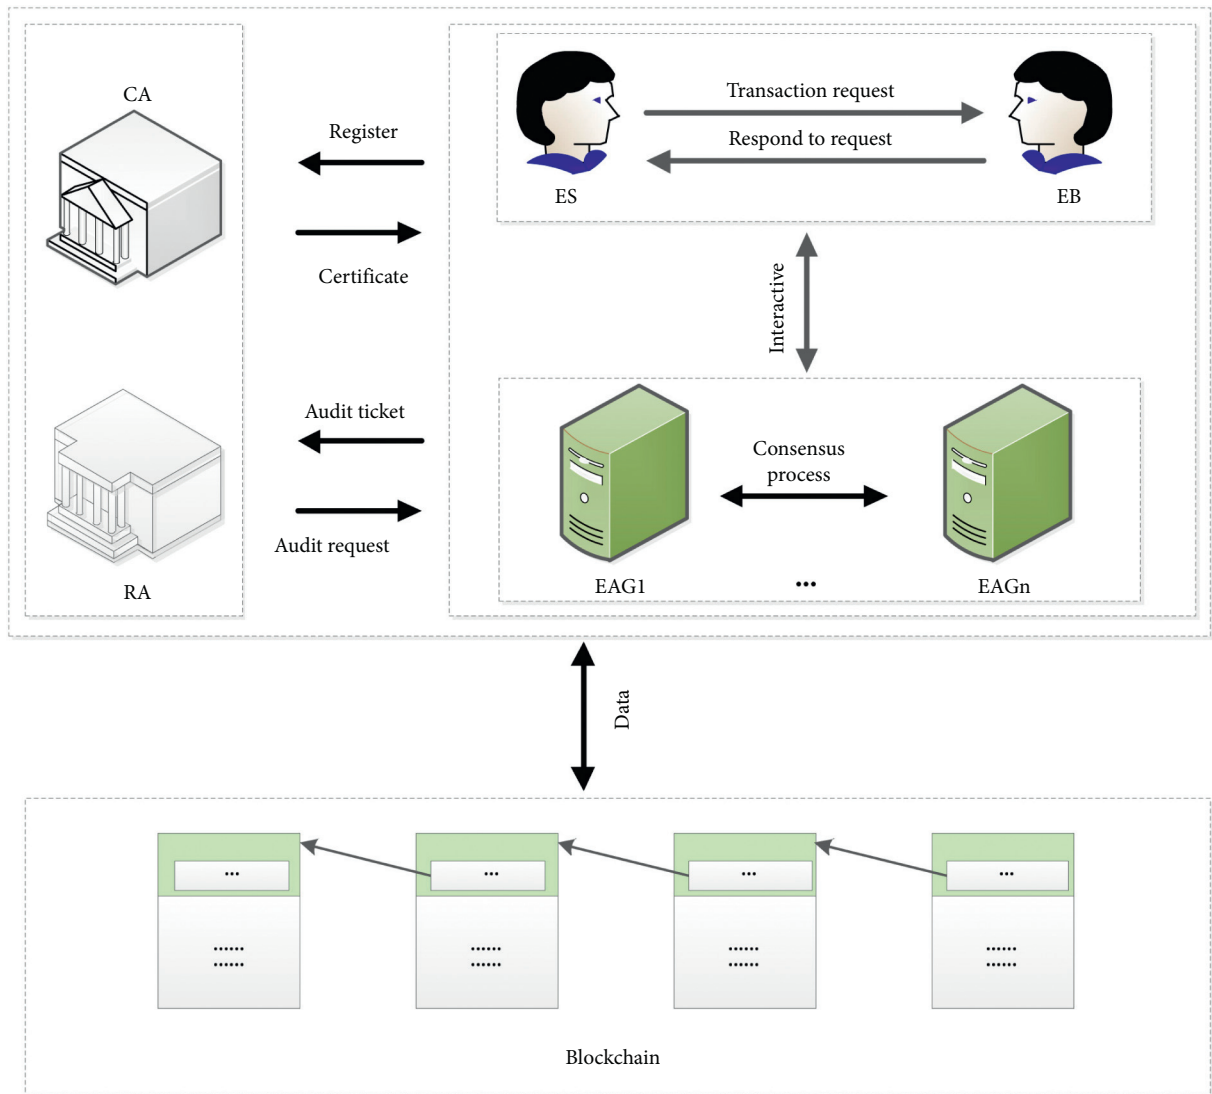 CA
Register
Certificate
Audit ticket
Audit request
RA
Transaction request
Respond to request
ES
EB
Interactive
Consensus
process
EAG1
...
EAGn
Data
...
...
...
...
......
......
......
......
......
......
......
......
Blockchain